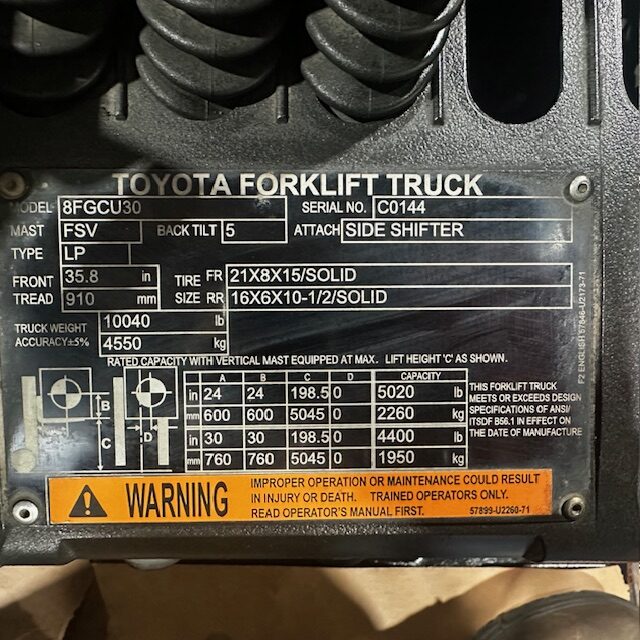 TOYOTA FORKLIFT TRUCK
MODEL 8FGCU30 SERIAL NO. C0144
MAST FSV BACK TILT 5 ATTACH SIDE SHIFTER
TYPE LP
FRONT TREAD 35.8 in 910 mm
TIRE SIZE FR 21X8X15/SOLID
RR 16X6X10-1/2/SOLID
TRUCK WEIGHT 10040 lb
ACCURACY±5% 4550 kg
RATED CAPACITY WITH VERTICAL MAST EQUIPPED AT MAX. LIFT HEIGHT 'C' AS SHOWN.
A B C D CAPACITY
in 24 24 198.5 0 5020 lb
mm 600 600 5045 0 2260 kg
in 30 30 198.5 0 4400 lb
mm 760 760 5045 0 1950 kg
B
C
D
THIS FORKLIFT TRUCK
MEETS OR EXCEEDS DESIGN
SPECIFICATIONS OF ANSI/
ITSDF B56.1 IN EFFECT ON
THE DATE OF MANUFACTURE
F2 ENGLISH 57846-U2173-71
WARNING
IMPROPER OPERATION OR MAINTENANCE COULD RESULT
IN INJURY OR DEATH. TRAINED OPERATORS ONLY.
READ OPERATOR'S MANUAL FIRST. 57899-U2260-71